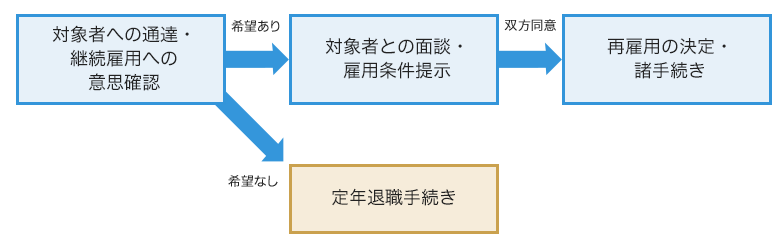 対象者への通達・
継続雇用への
意思確認
希望あり
対象者との面談・
雇用条件提示
双方同意
再雇用の決定・
諸手続き
希望なし
定年退職手続き